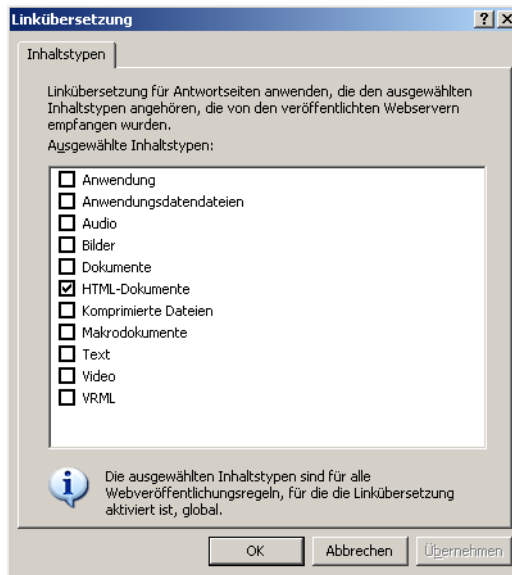 Linkübersetzung
Inhaltstypen
Linkübersetzung für Antwortseiten anwenden, die den ausgewählten
Inhaltstypen angehören, die von den veröffentlichten Webservern
empfangen wurden.
Ausgewählte Inhaltstypen:
Anwendung
Anwendungsdatendateien
Audio
Bilder
Dokumente
HTML-Dokumente
Komprimierte Dateien
Makrodokumente
Text
Video
VRML
Die ausgewählten Inhaltstypen sind für alle
Webveröffentlichungsregeln, für die die Linkübersetzung
aktiviert ist, global.
OK Abbrechen Übernehmen